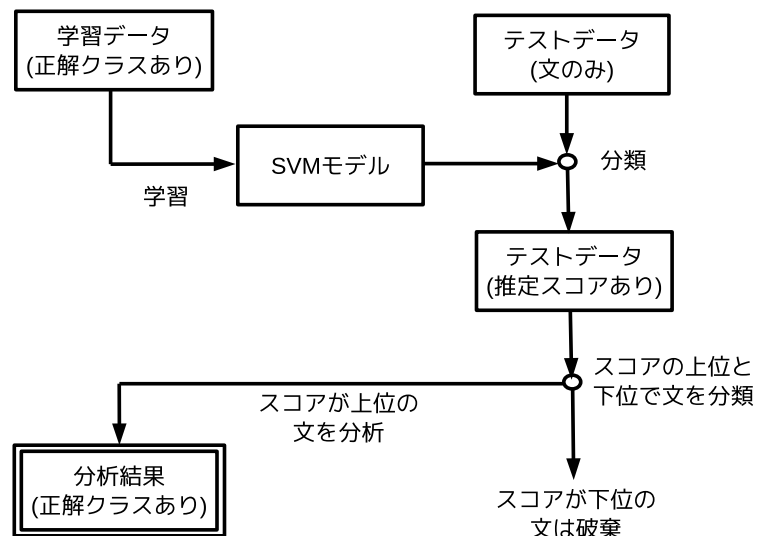 学習データ
(正解クラスあり)
テストデータ
(文のみ)
SVMモデル
分類
学習
テストデータ
(推定スコアあり)
スコアの上位と
下位で文を分類
スコアが上位の
文を分析
分析結果
(正解クラスあり)
スコアが下位の
文は破棄